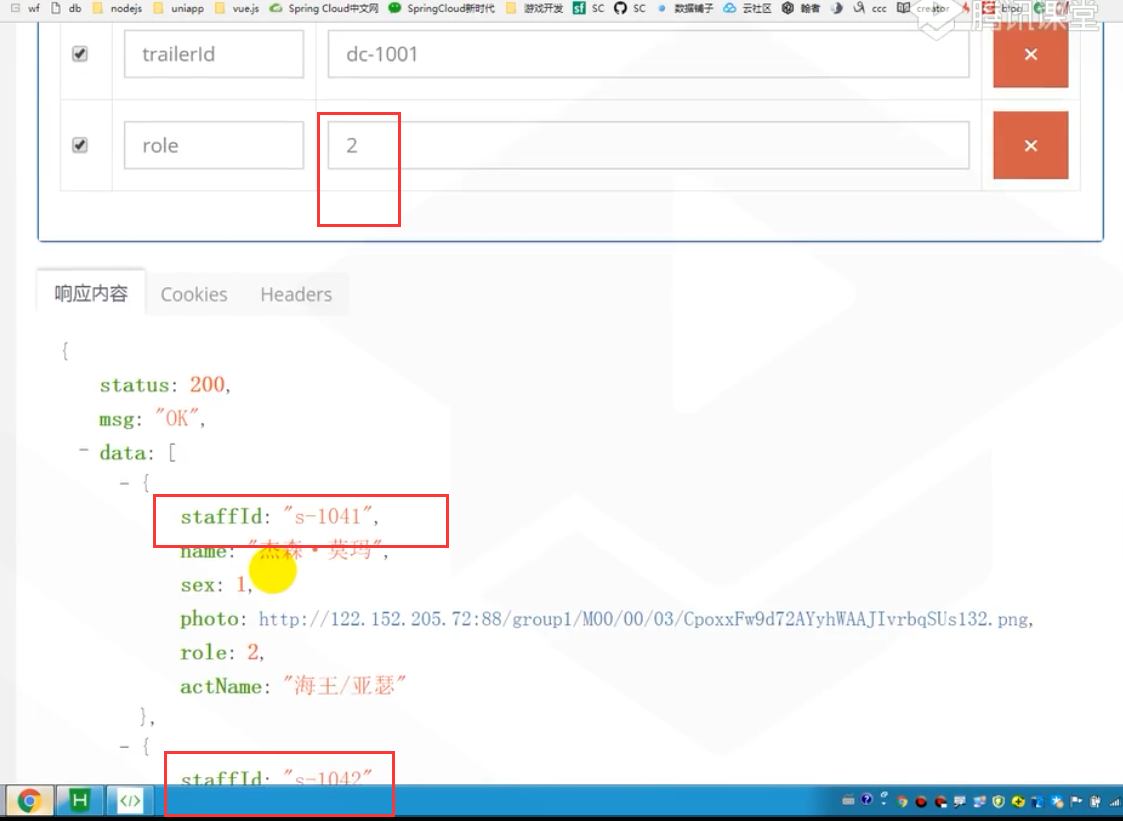 wf db nodejs uniapp vue.js Spring Cloud中文网 SpringCloud新时代 游戏开发 SC SC 数据铺子 云社区 翰者 ccc creator blog
腾讯课堂
trailerId dc-1001
role 2
响应内容 Cookies Headers
{
status: 200,
msg: "OK",
data: [
{
staffId: "s-1041",
name: "杰森·莫玛",
sex: 1,
photo: http://122.152.205.72:88/group1/M00/00/03/CpoxxFw9d72AYyhWAAJIvrbqSUs132.png,
role: 2,
actName: "海王/亚瑟"
},
{
staffId: "s-1042"